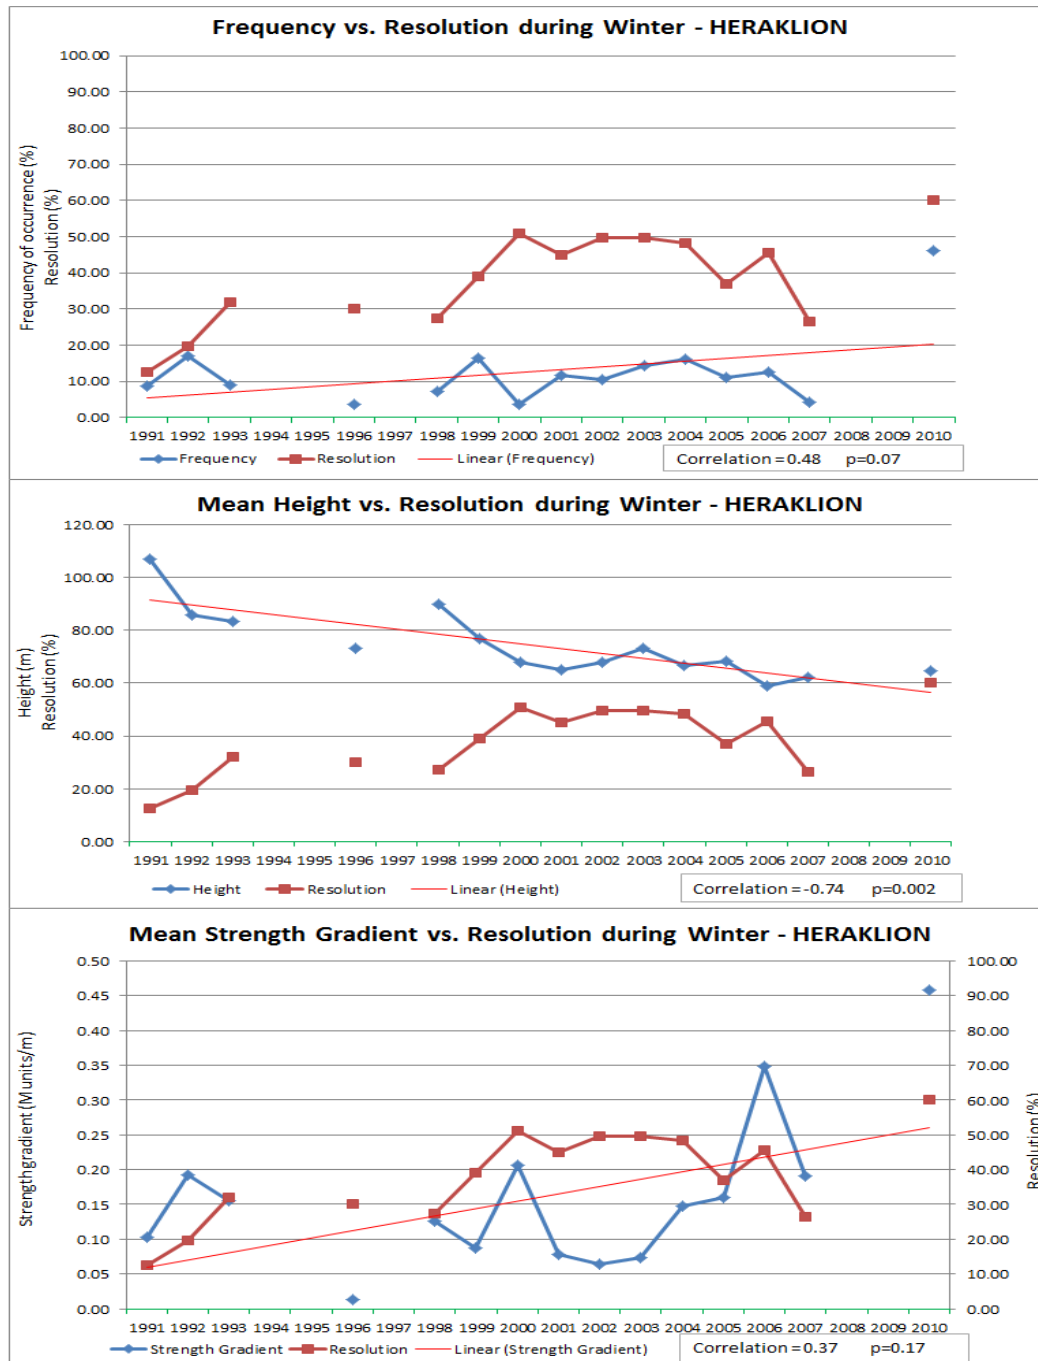 Frequency vs. Resolution during Winter - HERAKLION
Frequency of occurrence (%)
Resolution (%)
100.00
90.00
80.00
70.00
60.00
50.00
40.00
30.00
20.00
10.00
0.00
1991 1992 1993 1994 1995 1996 1997 1998 1999 2000 2001 2002 2003 2004 2005 2006 2007 2008 2009 2010
Frequency Resolution Linear (Frequency)
Correlation = 0.48 p=0.07
Mean Height vs. Resolution during Winter - HERAKLION
Height (m)
Resolution (%)
120.00
100.00
80.00
60.00
40.00
20.00
0.00
1991 1992 1993 1994 1995 1996 1997 1998 1999 2000 2001 2002 2003 2004 2005 2006 2007 2008 2009 2010
Height Resolution Linear (Height)
Correlation = -0.74 p=0.002
Mean Strength Gradient vs. Resolution during Winter - HERAKLION
Strength gradient (M units/m)
0.50
0.45
0.40
0.35
0.30
0.25
0.20
0.15
0.10
0.05
0.00
100.00
90.00
80.00
70.00
60.00
50.00
40.00
30.00
20.00
10.00
0.00
Resolution (%)
1991 1992 1993 1994 1995 1996 1997 1998 1999 2000 2001 2002 2003 2004 2005 2006 2007 2008 2009 2010
Strength Gradient Resolution Linear (Strength Gradient)
Correlation = 0.37 p=0.17